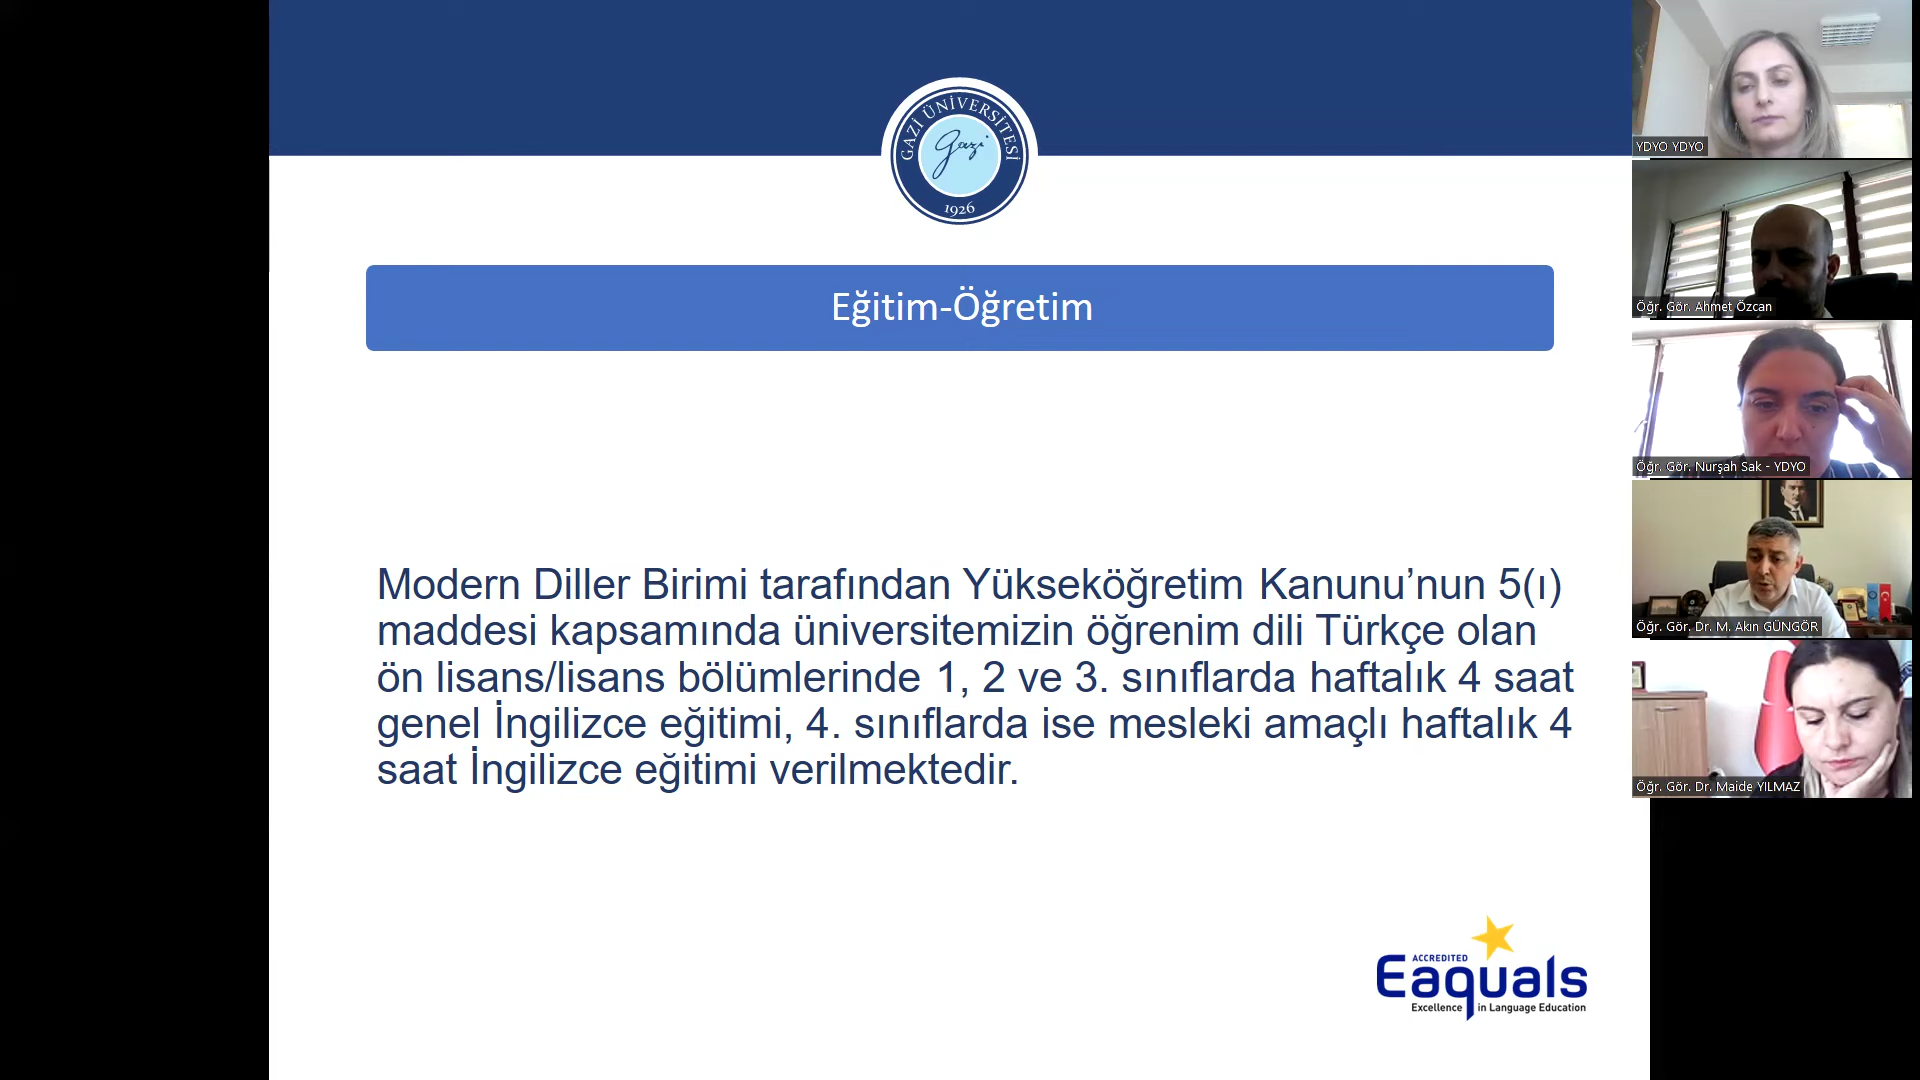 GAZİ ÜNİVERSİTESİ
Gazi
1926
Eğitim-Öğretim
Modern Diller Birimi tarafından Yükseköğretim Kanunu’nun 5(ı)
maddesi kapsamında üniversitemizin öğrenim dili Türkçe olan
ön lisans/lisans bölümlerinde 1, 2 ve 3. sınıflarda haftalık 4 saat
genel İngilizce eğitimi, 4. sınıflarda ise mesleki amaçlı haftalık 4
saat İngilizce eğitimi verilmektedir.
ACCREDITED
Eaquals
Excellence in Language Education
YDYO YDYO
Öğr. Gör. Ahmet Özcan
Öğr. Gör. Nurşah Sak - YDYO
Öğr. Gör. Dr. M. Akın GÜNGÖR
Öğr. Gör. Dr. Maide YILMAZ